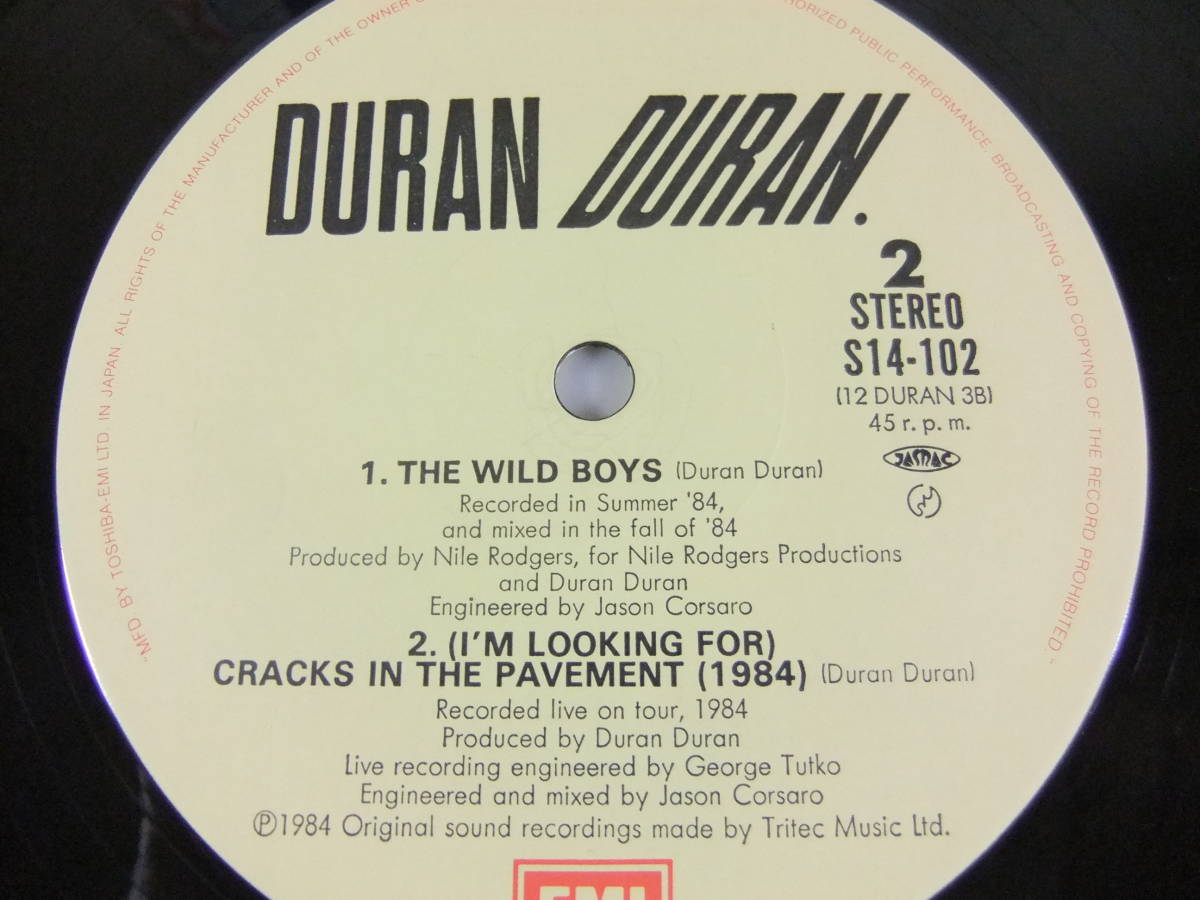 "MFD BY TOSHIBA-EMI LTD IN JAPAN. ALL RIGHTS OF THE MANUFACTURER AND OF THE OWNER
PUBLIC PERFORMANCE, BROADCASTING AND COPYING OF THE RECORD PROHIBITED."
DURAN DURAN.
2
STEREO
S14-102
(12 DURAN 3B)
45 r. p. m.
JAMAC
1. THE WILD BOYS (Duran Duran)
Recorded in Summer '84,
and mixed in the fall of '84
Produced by Nile Rodgers, for Nile Rodgers Productions
and Duran Duran
Engineered by Jason Corsaro
2. (I'M LOOKING FOR)
CRACKS IN THE PAVEMENT (1984) (Duran Duran)
Recorded live on tour, 1984
Produced by Duran Duran
Live recording engineered by George Tutko
Engineered and mixed by Jason Corsaro
℗1984 Original sound recordings made by Tritec Music Ltd.
EMI